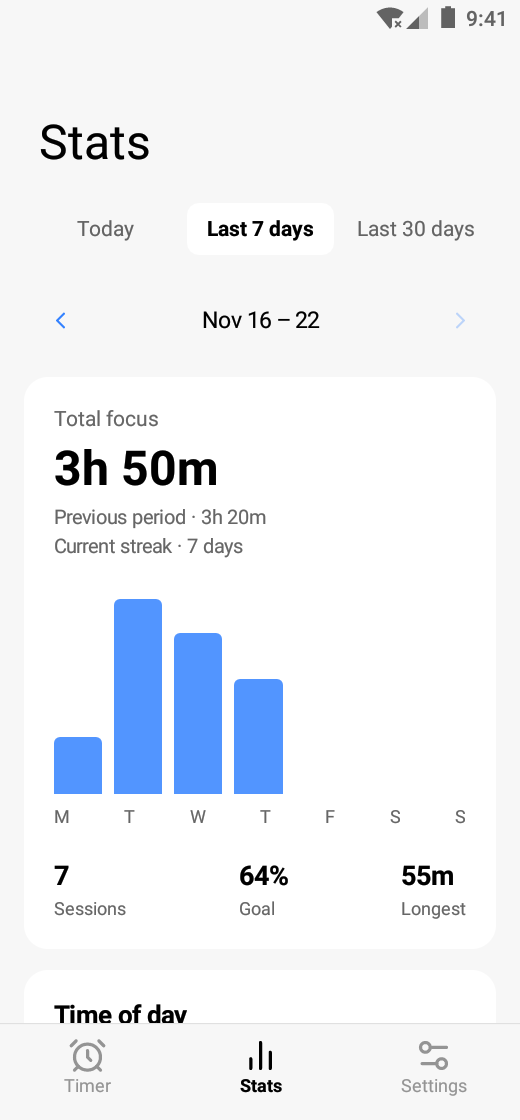 9:41
Stats
Today Last 7 days Last 30 days
Nov 16 – 22
Total focus
3h 50m
Previous period · 3h 20m
Current streak · 7 days
M T W T F S S
7 64% 55m
Sessions Goal Longest
Time of day
Timer Stats Settings